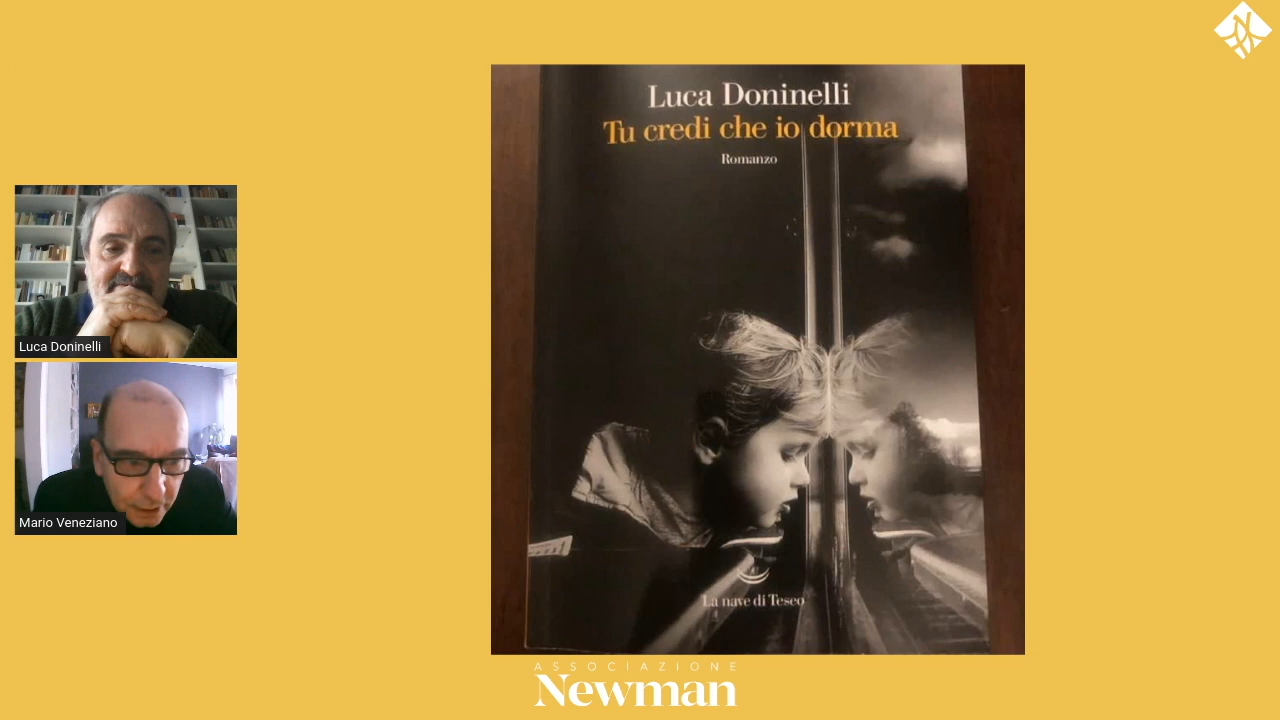 Luca Doninelli
Tu credi che io dorma
Romanzo
La nave di Teseo
Luca Doninelli
Mario Veneziano
ASSOCIAZIONE
Newman